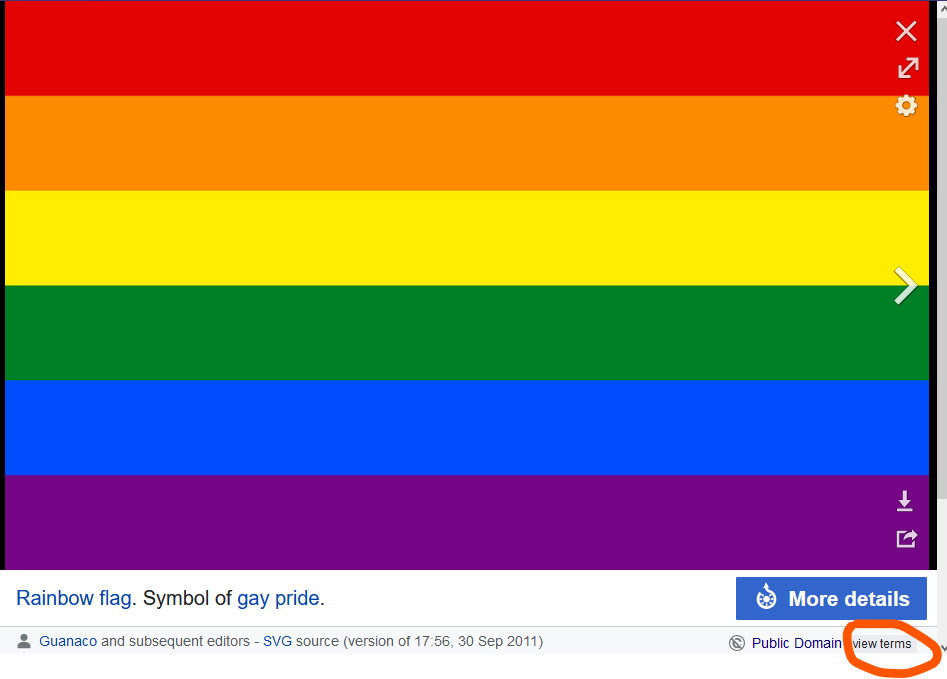 Rainbow flag. Symbol of gay pride.
More details
Guanaco and subsequent editors - SVG source (version of 17:56, 30 Sep 2011)
Public Domain view terms